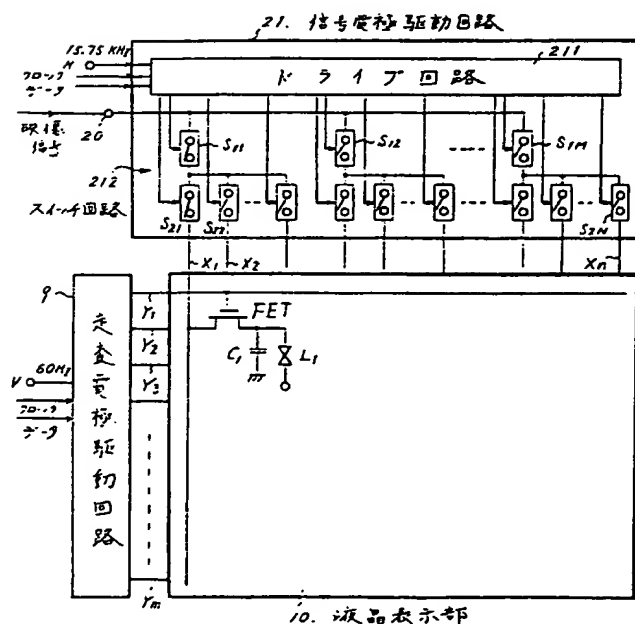 21. 信号電極駆動回路
15.75 KHz
H
クロック
データ
211
ドライブ回路
映像
信号
20
S11
S12
S1M
212
スイッチ回路
S21
S22
S2N
X1
X2
Xn
9
走査電極駆動回路
V
60Hz
クロック
データ
Y1
Y2
Y3
Ym
FET
C1
L1
10. 液晶表示部